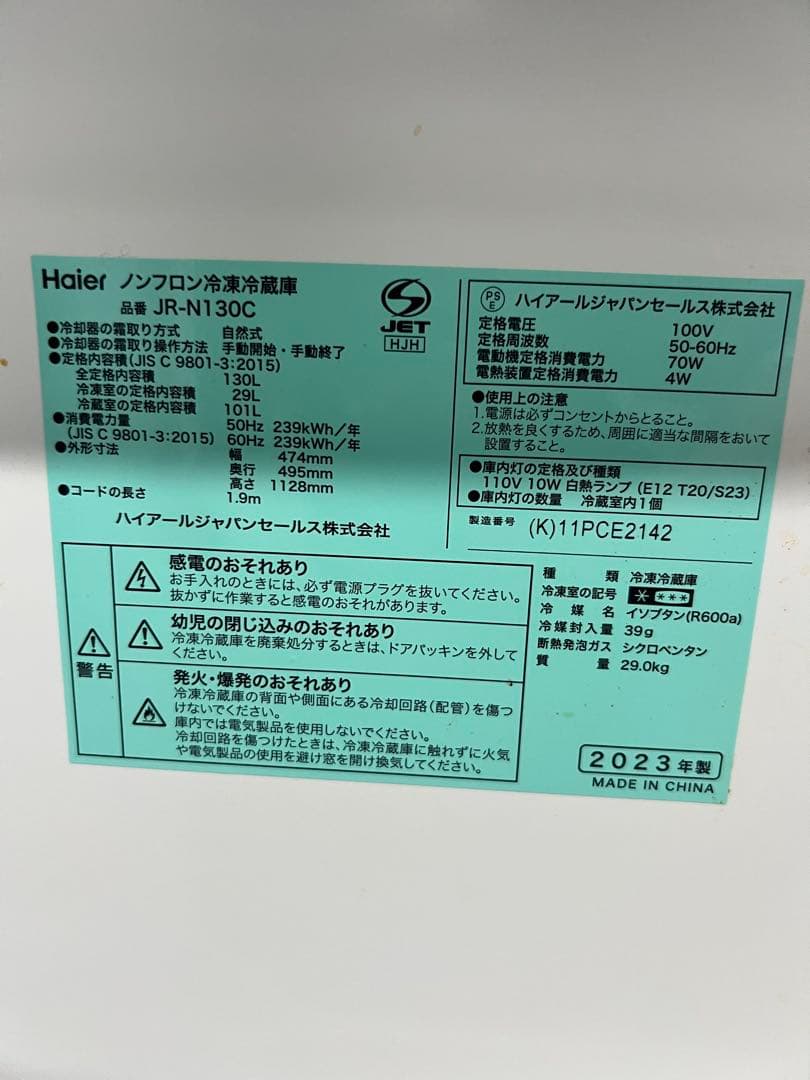 Haier ノンフロン冷凍冷蔵庫
品番 JR-N130C
JET
HJH
●冷却器の霜取り方式 自然式
●冷却器の霜取り操作方法 手動開始・手動終了
●定格内容積(JIS C 9801-3:2015)
全定格内容積 130L
冷凍室の定格内容積 29L
冷蔵室の定格内容積 101L
●消費電力量 50Hz 239kWh/年
(JIS C 9801-3:2015) 60Hz 239kWh/年
●外形寸法 幅 474mm
奥行 495mm
高さ 1128mm
●コードの長さ 1.9m
ハイアールジャパンセールス株式会社
PSE ハイアールジャパンセールス株式会社
定格電圧 100V
定格周波数 50-60Hz
電動機定格消費電力 70W
電熱装置定格消費電力 4W
●使用上の注意
1.電源は必ずコンセントからとること。
2.放熱を良くするため、周囲に適当な間隔をおいて
設置すること。
●庫内灯の定格及び種類
110V 10W 白熱ランプ (E12 T20/S23)
●庫内灯の数量 冷蔵室内1個
製造番号 (K)11PCE2142
警告
感電のおそれあり
お手入れのときには、必ず電源プラグを抜いてください。
抜かずに作業すると感電のおそれがあります。
幼児の閉じ込みのおそれあり
冷凍冷蔵庫を廃棄処分するときは、ドアパッキンを外して
ください。
発火・爆発のおそれあり
冷凍冷蔵庫の背面や側面にある冷却回路(配管)を傷つ
けないでください。
庫内では電気製品を使用しないでください。
冷却回路を傷つけたときは、冷凍冷蔵庫に触れずに火気
や電気製品の使用を避け窓を開け換気してください。
種類 冷凍冷蔵庫
冷凍室の記号 * ***
冷媒名 イソブタン(R600a)
冷媒封入量 39g
断熱発泡ガス シクロペンタン
質量 29.0kg
2023年製
MADE IN CHINA